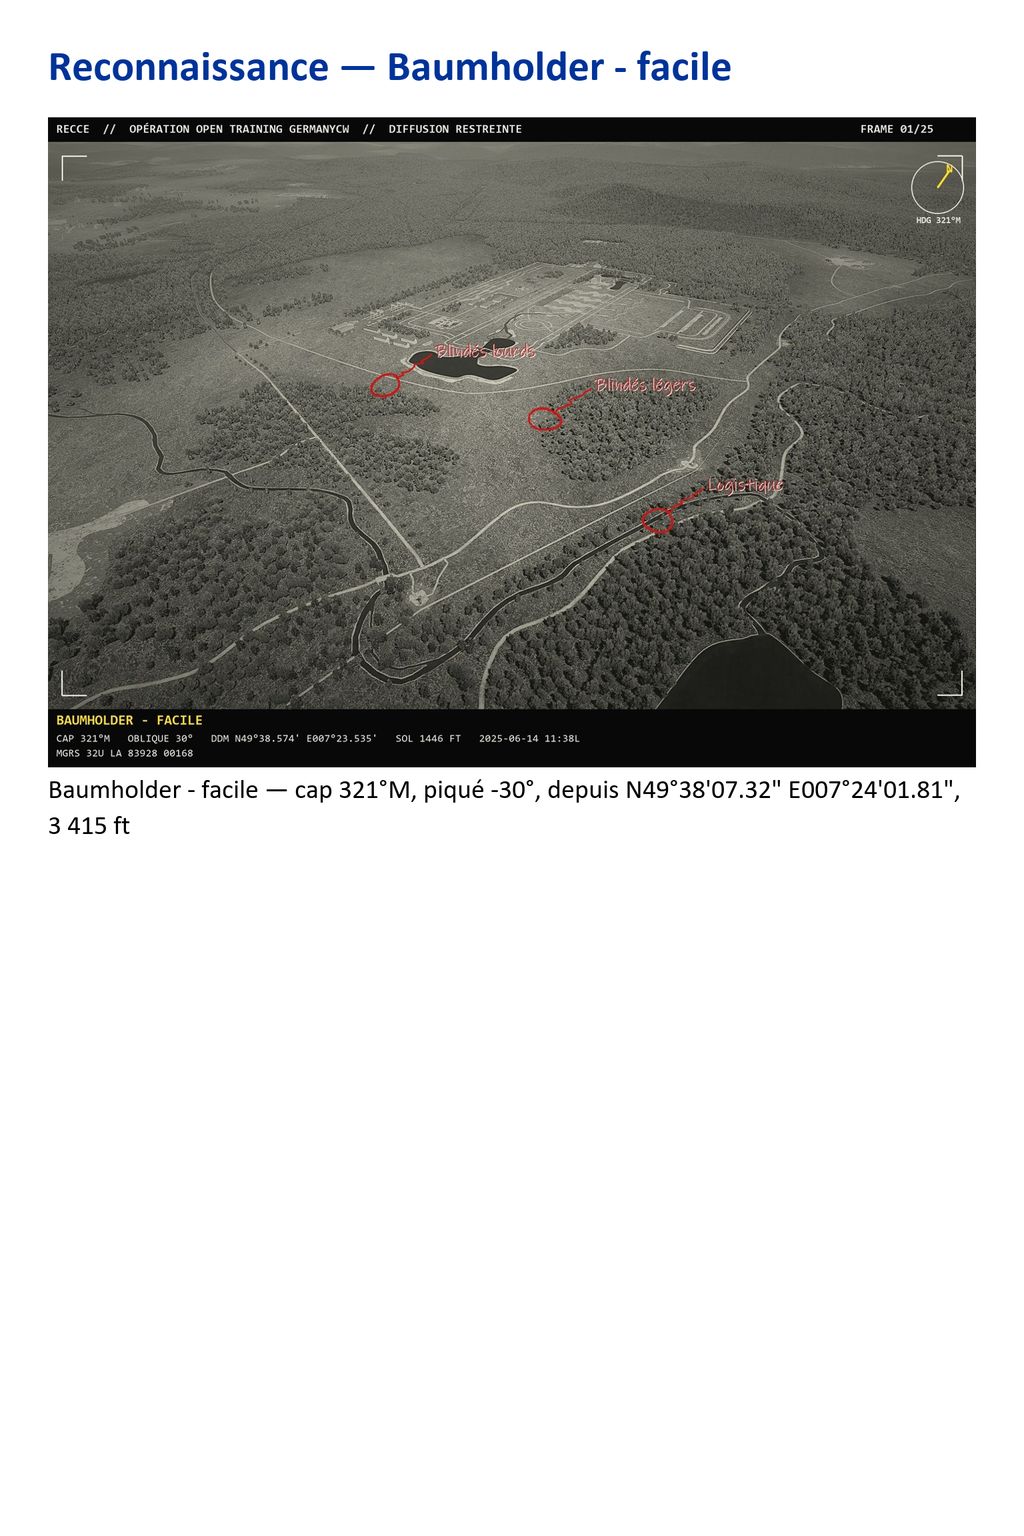 Reconnaissance — Baumholder - facile
RECCE // OPÉRATION OPEN TRAINING GERMANYCW // DIFFUSION RESTREINTE FRAME 01/25
N
HDG 321°M
Blindés lourds
Blindés légers
Logistique
BAUMHOLDER - FACILE
CAP 321°M OBLIQUE 30° DDM N49°38.574' E007°23.535' SOL 1446 FT 2025-06-14 11:38L
MGRS 32U LA 83928 00168
Baumholder - facile — cap 321°M, piqué -30°, depuis N49°38'07.32" E007°24'01.81",
3 415 ft